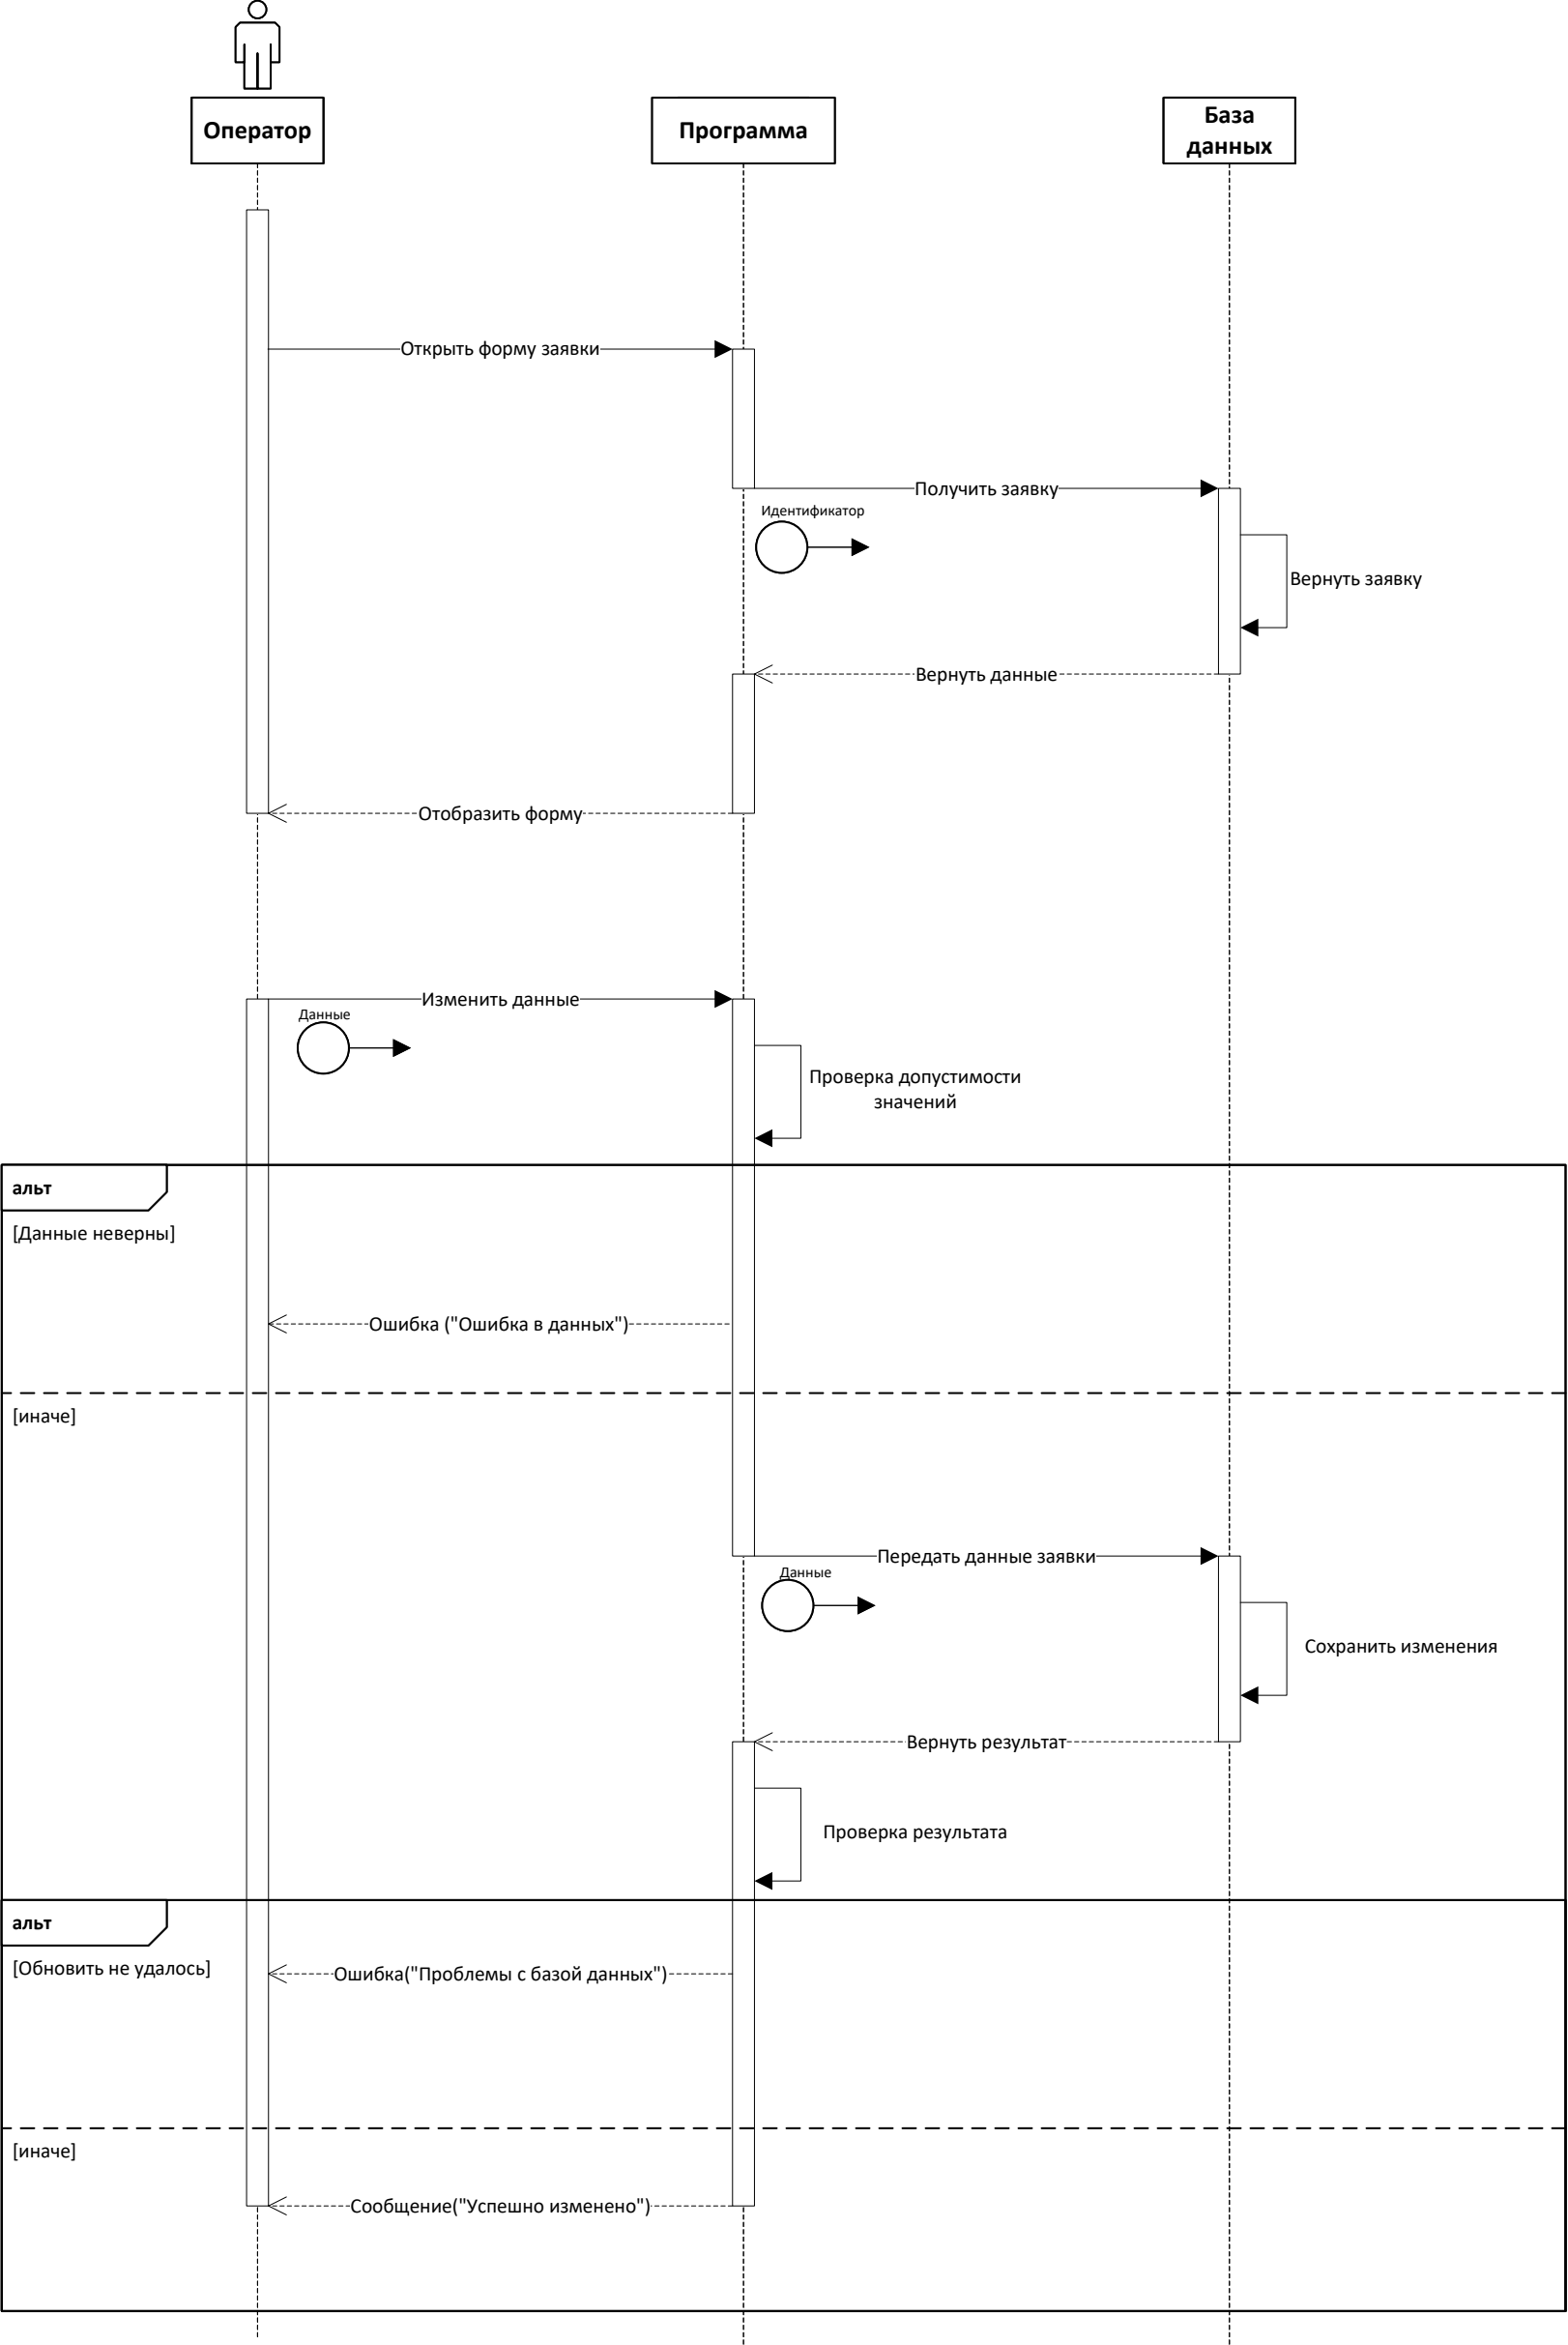 Оператор
Программа
База
данных
Открыть форму заявки
Получить заявку
Идентификатор
Вернуть заявку
Вернуть данные
Отобразить форму
Изменить данные
Данные
Проверка допустимости
значений
альт
[Данные неверны]
Ошибка ("Ошибка в данных")
[иначе]
Передать данные заявки
Данные
Сохранить изменения
Вернуть результат
Проверка результата
альт
[Обновить не удалось]
Ошибка("Проблемы с базой данных")
[иначе]
Сообщение("Успешно изменено")